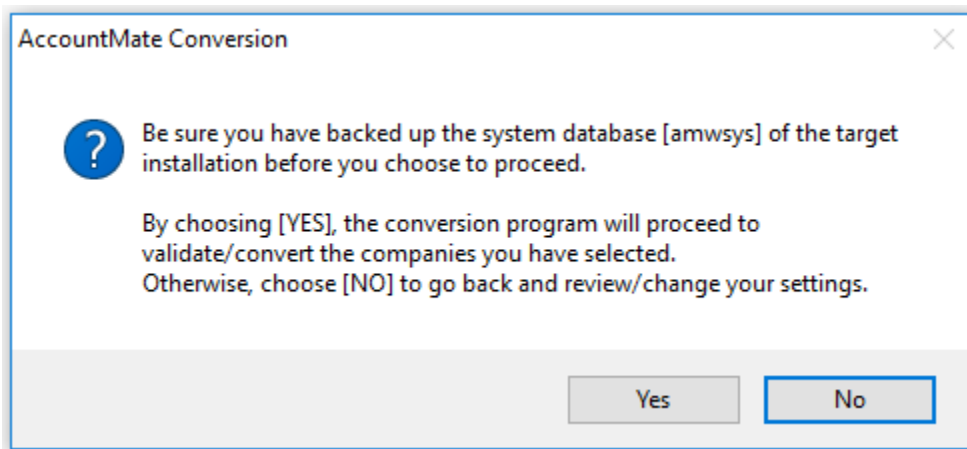 AccountMate Conversion
Be sure you have backed up the system database [amwsys] of the target
installation before you choose to proceed.
By choosing [YES], the conversion program will proceed to
validate/convert the companies you have selected.
Otherwise, choose [NO] to go back and review/change your settings.
Yes
No